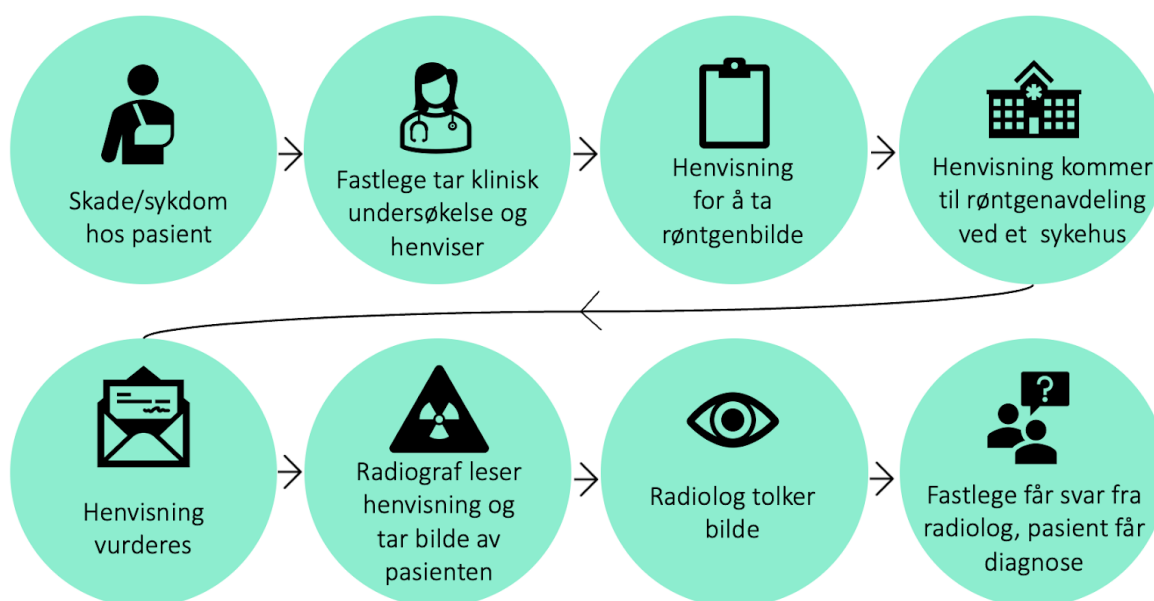 Skade/sykdom
hos pasient
Fastlege tar klinisk
undersøkelse og
henviser
Henvisning
for å ta
røntgenbilde
Henvisning kommer
til røntgenavdeling
ved et sykehus
Henvisning
vurderes
Radiograf leser
henvisning og
tar bilde av
pasienten
Radiolog tolker
bilde
?
Fastlege får svar fra
radiolog, pasient får
diagnose